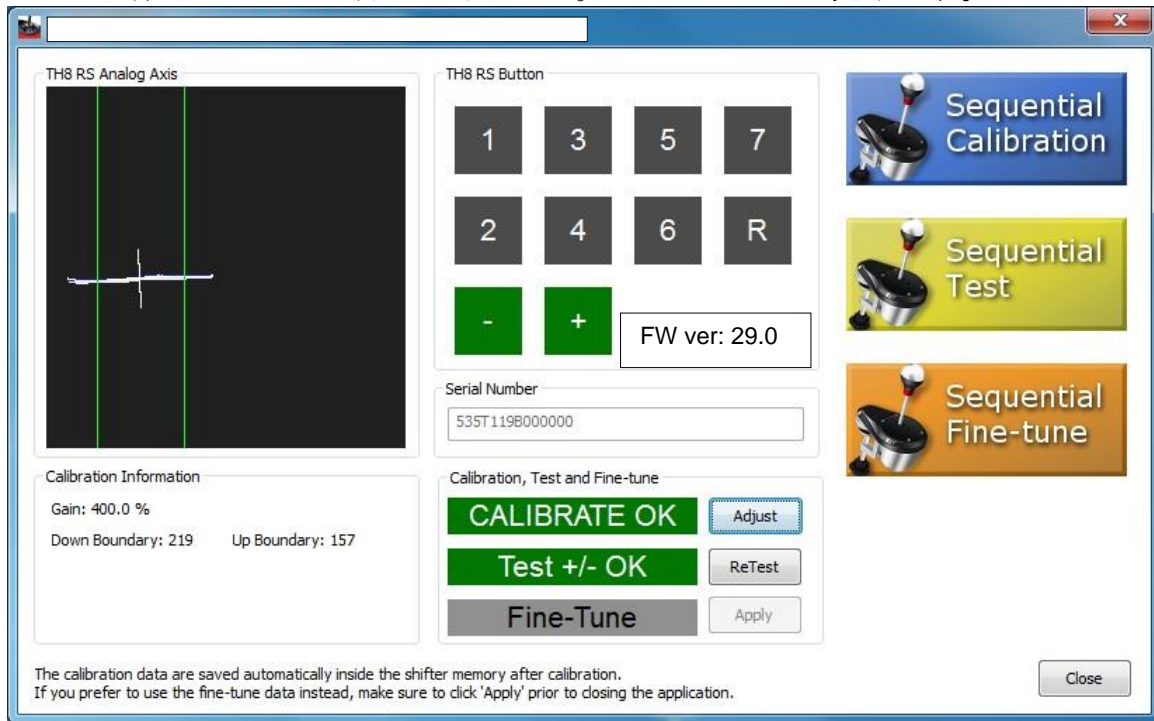 TH8 RS Analog Axis
TH8 RS Button
1 3 5 7
2 4 6 R
- +
FW ver: 29.0
Serial Number
535T119B000000
Sequential
Calibration
Sequential
Test
Sequential
Fine-tune
Calibration Information
Gain: 400.0 %
Down Boundary: 219 Up Boundary: 157
Calibration, Test and Fine-tune
CALIBRATE OK Adjust
Test +/- OK ReTest
Fine-Tune Apply
The calibration data are saved automatically inside the shifter memory after calibration.
If you prefer to use the fine-tune data instead, make sure to click 'Apply' prior to closing the application.
Close